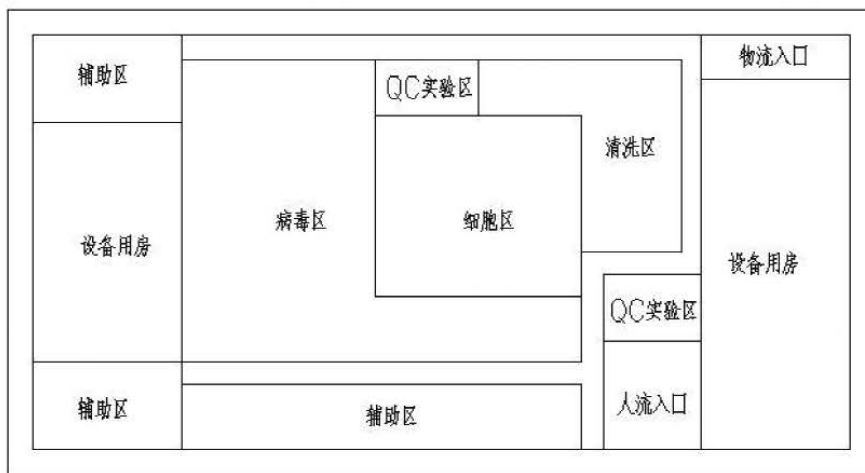 辅助区
物流入口
QC实验区
清洗区
病毒区
细胞区
设备用房
设备用房
QC实验区
辅助区
辅助区
人流入口